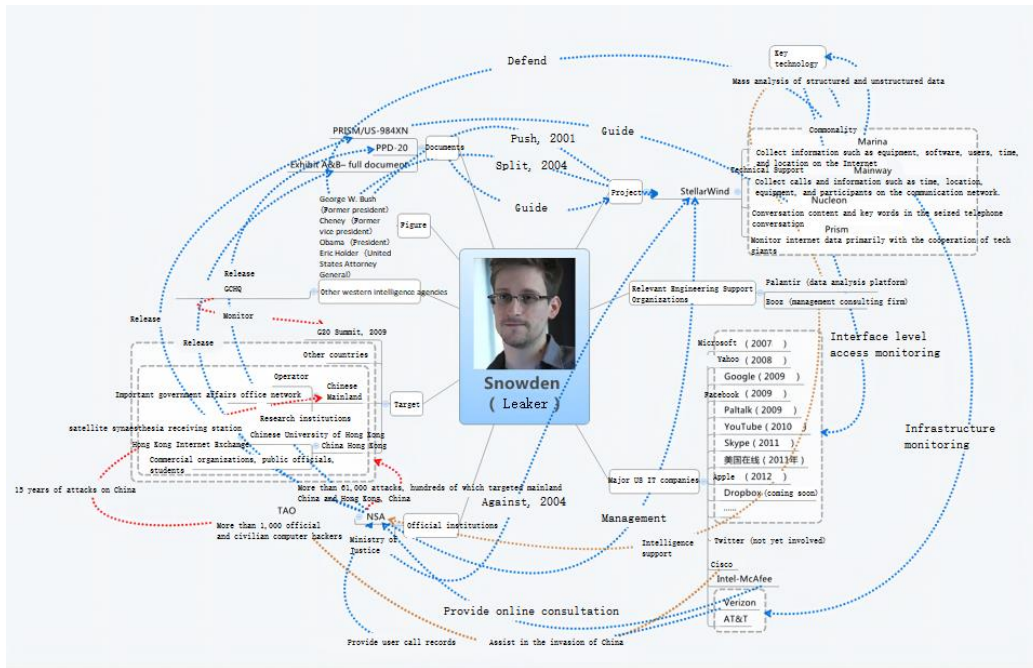 Defend
Key
technology
Mass analysis of structured and unstructured data
PRISM/US-984XN
PPD-20
Exhibit A&B– full document
Documents
Push, 2001
Split, 2004
Guide
Guide
Project
StellarWind
Technical Support
Commonality
Marina
Collect information such as equipment, software, users, time,
and location on the Internet
Mainway
Collect calls and information such as time, location,
equipment, and participants on the communication network.
Nucleon
Conversation content and key words in the seized telephone
conversation
Prism
Monitor internet data primarily with the cooperation of tech
giants
George W. Bush
(Former president)
Cheney (Former
vice president)
Obama (President)
Eric Holder (United
States Attorney
General)
Figure
Release
GCHQ
Other western intelligence agencies
Monitor
Release
G20 Summit, 2009
Release
Other countries
Operator
Important government affairs office network
Chinese
Mainland
Research institutions
satellite synaesthesia receiving station
Chinese University of Hong Kong
Hong Kong Internet Exchange
China Hong Kong
Commercial organizations, public officials,
students
Target
Snowden
( Leaker )
Relevant Engineering Support
Organizations
Palantir (data analysis platform)
Booz (management consulting firm)
Interface level
access monitoring
Infrastructure
monitoring
Microsoft (2007 )
Yahoo (2008 )
Google (2009 )
Facebook (2009 )
Paltalk (2009 )
YouTube (2010 )
Skype (2011 )
美国在线 (2011年)
Apple (2012 )
Dropbox (coming soon)
......
Major US IT companies
Twitter (not yet involved)
Cisco
Intel-McAfee
Verizon
AT&T
15 years of attacks on China
More than 61,000 attacks, hundreds of which targeted mainland
China and Hong Kong, China
Against, 2004
TAO
More than 1,000 official
and civilian computer hackers
NSA
Official institutions
Ministry of
Justice
Management
Intelligence
support
Provide online consultation
Provide user call records
Assist in the invasion of China